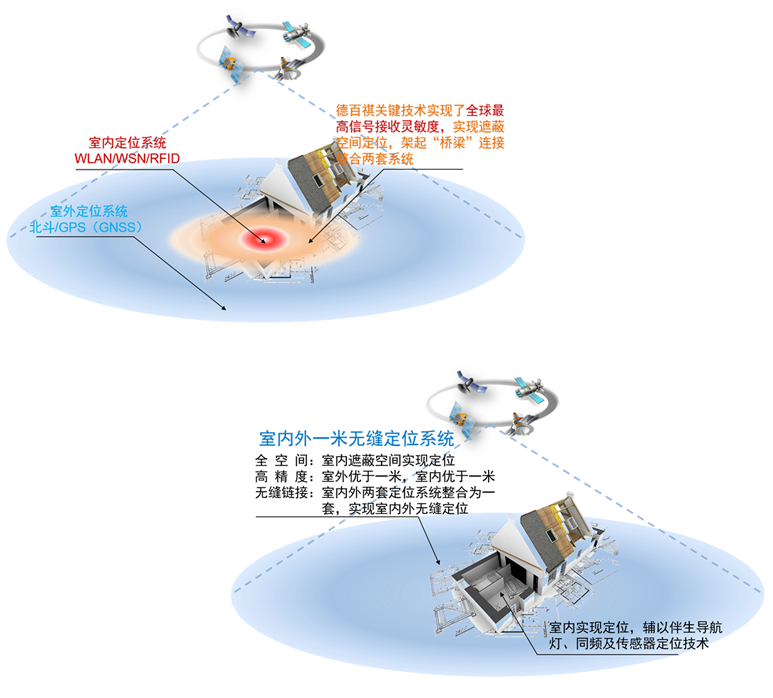 德百祺关键技术实现了全球最
高信号接收灵敏度，实现遮蔽
空间定位，架起“桥梁”连接
整合两套系统
室内定位系统
WLAN/WSN/RFID
室外定位系统
北斗/GPS（GNSS）
室内外一米无缝定位系统
全 空 间：室内遮蔽空间实现定位
高 精 度：室外优于一米，室内优于一米
无缝链接：室内外两套定位系统整合为一
套，实现室内外无缝定位
室内实现定位，辅以伴生导航
灯、同频及传感器定位技术